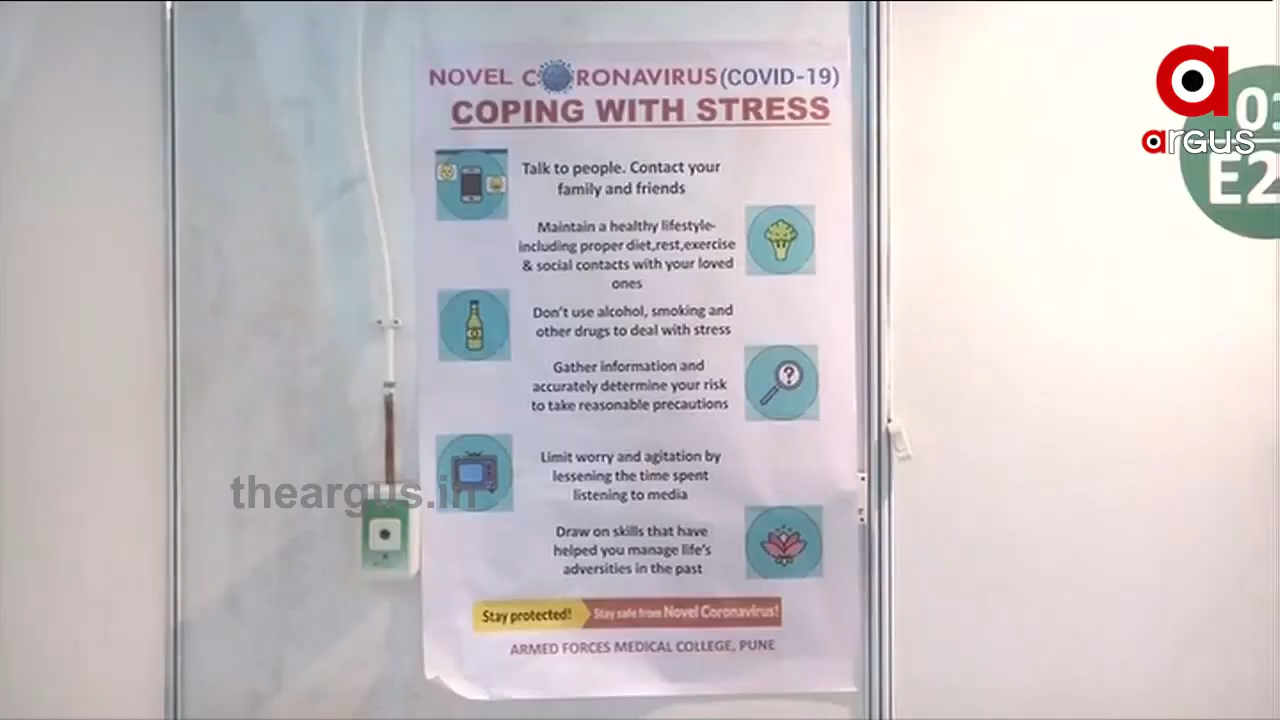 NOVEL CORONAVIRUS (COVID-19)
COPING WITH STRESS
Talk to people. Contact your
family and friends
Maintain a healthy lifestyle-
including proper diet,rest,exercise
& social contacts with your loved
ones
Don't use alcohol, smoking and
other drugs to deal with stress
Gather information and
accurately determine your risk
to take reasonable precautions
Limit worry and agitation by
lessening the time spent
listening to media
Draw on skills that have
helped you manage life's
adversities in the past
Stay protected! Stay safe from Novel Coronavirus!
ARMED FORCES MEDICAL COLLEGE, PUNE
theargus.in
a
argus
E2